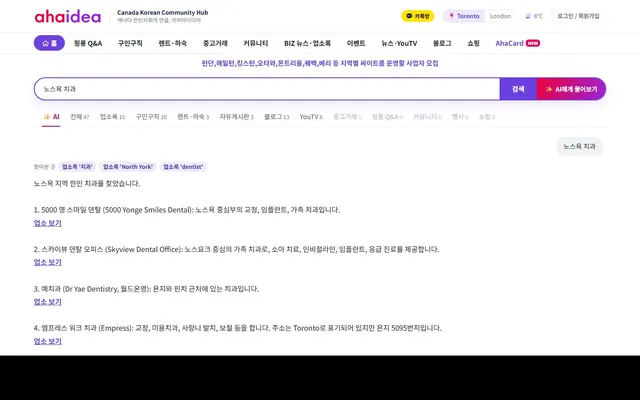 ahaidea
Canada Korean Community Hub
캐나다 한인사회의 연결, 아하아이디어
카톡방
Toronto
London
8°C
로그인 / 회원가입
홈
핑퐁 Q&A
구인구직
렌트·하숙
중고거래
커뮤니티
BIZ 뉴스·업소록
이벤트
뉴스·YouTV
블로그
쇼핑
AhaCard NEW
런던,해밀턴,킹스턴,오타와,몬트리올,퀘백,베리 등 지역별 싸이트를 운영할 사업자 모집
노스욕 치과
검색
AI에게 물어보기
AI
전체 47
업소록 10
구인구직 10
렌트·하숙 3
자유게시판 3
블로그 13
YouTV 8
중고거래 0
핑퐁 Q&A 0
커뮤니티 0
행사 0
쇼핑 0
노스욕 치과
찾아본 곳
업소록 '치과'
업소록 'North York'
업소록 'dentist'
노스욕 지역 한인 치과를 찾았습니다.
1. 5000 영 스마일 덴탈 (5000 Yonge Smiles Dental): 노스욕 중심부의 교정, 임플란트, 가족 치과입니다.
업소 보기
2. 스카이뷰 덴탈 오피스 (Skyview Dental Office): 노스요크 중심의 가족 치과로, 소아 치료, 인비절라인, 임플란트, 응급 진료를 제공합니다.
업소 보기
3. 예치과 (Dr Yae Dentistry, 월드온영): 욘지와 핀치 근처에 있는 치과입니다.
업소 보기
4. 엠프레스 워크 치과 (Empress): 교정, 미용치과, 사랑니 발치, 보철 등을 합니다. 주소는 Toronto로 표기되어 있지만 욘지 5095번지입니다.
업소 보기